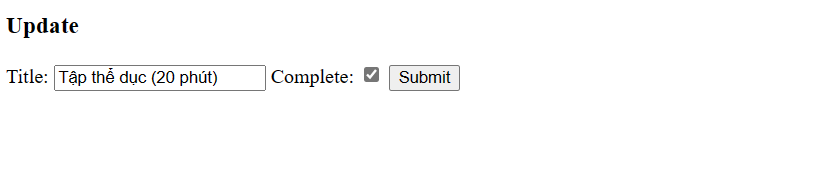 Update
Title: Tập thể dục (20 phút) Complete: Submit